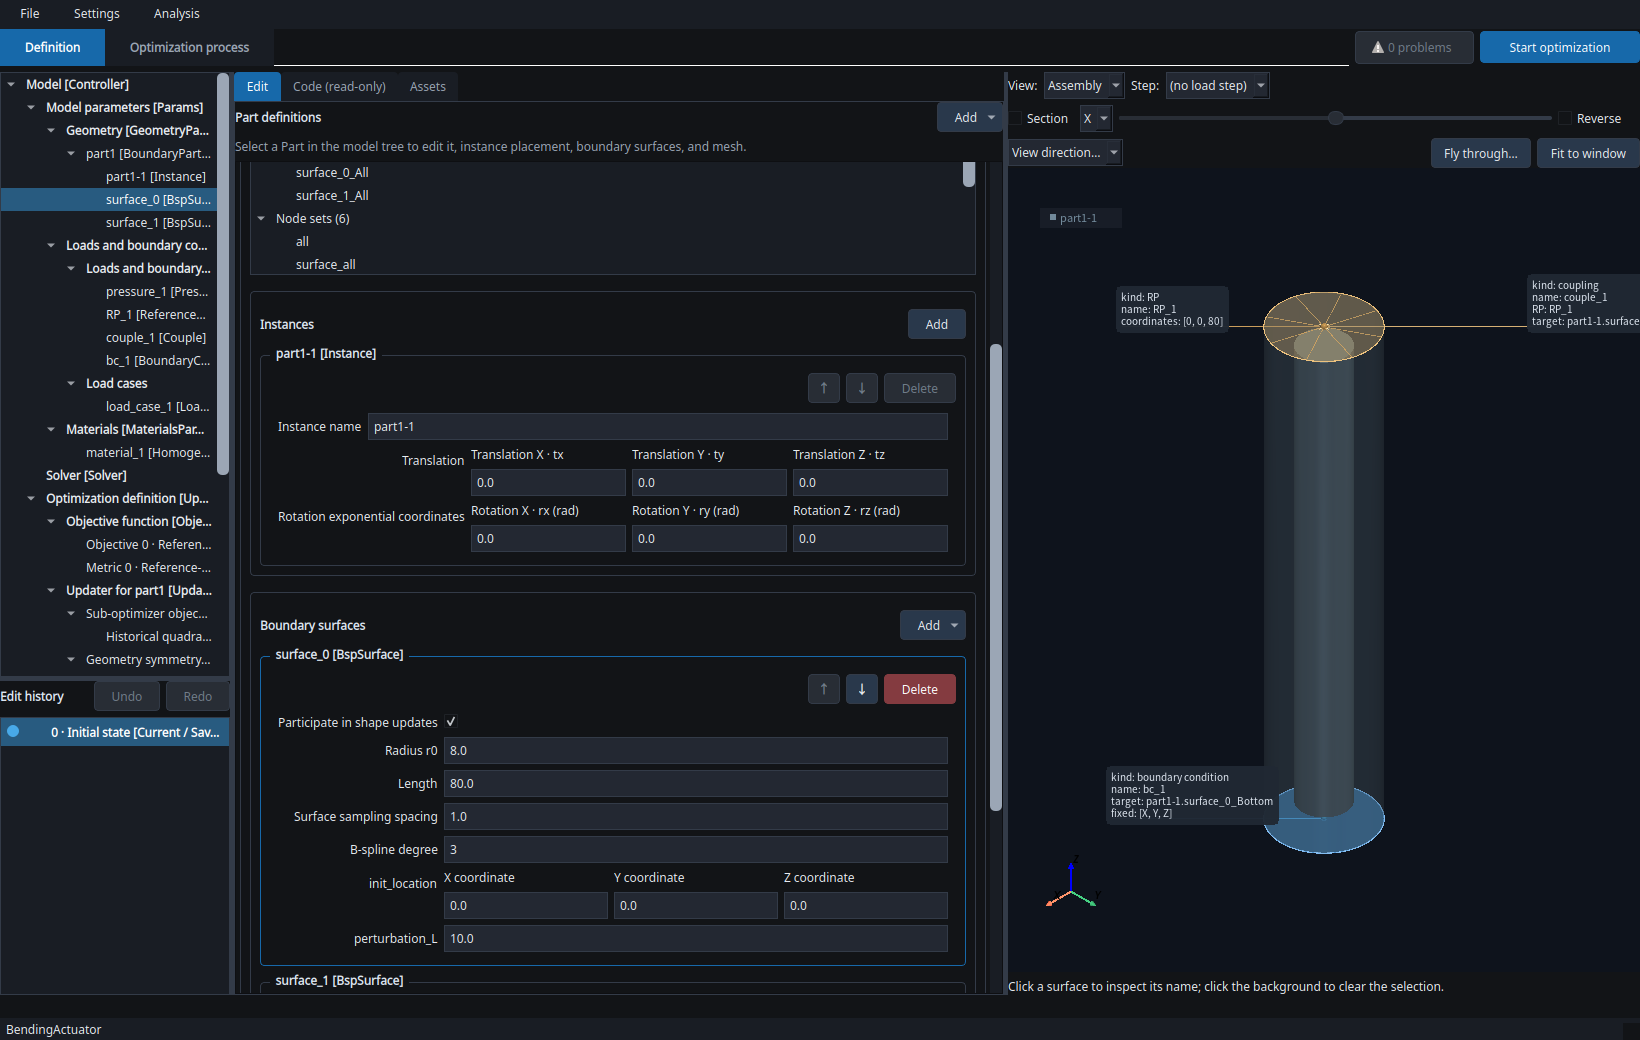 File Settings Analysis
Definition Optimization process 0 problems Start optimization
Model [Controller]
Model parameters [Params]
Geometry [GeometryPa...
part1 [BoundaryPart...
part1-1 [Instance]
surface_0 [BspSu...
surface_1 [BspSu...
Loads and boundary co...
Loads and boundary...
pressure_1 [Pres...
RP_1 [Reference...
couple_1 [Couple]
bc_1 [BoundaryC...
Load cases
load_case_1 [Loa...
Materials [MaterialsPar...
material_1 [Homoge...
Solver [Solver]
Optimization definition [Up...
Objective function [Obje...
Objective 0 · Referen...
Metric 0 · Reference-...
Updater for part1 [Upda...
Sub-optimizer objec...
Historical quadra...
Geometry symmetry...
Edit history Undo Redo
0 · Initial state [Current / Sav...
Edit Code (read-only) Assets
Part definitions Add
Select a Part in the model tree to edit it, instance placement, boundary surfaces, and mesh.
surface_0_All
surface_1_All
Node sets (6)
all
surface_all
Instances Add
part1-1 [Instance]
↑ ↓ Delete
Instance name part1-1
Translation Translation X · tx Translation Y · ty Translation Z · tz
0.0 0.0 0.0
Rotation exponential coordinates Rotation X · rx (rad) Rotation Y · ry (rad) Rotation Z · rz (rad)
0.0 0.0 0.0
Boundary surfaces Add
surface_0 [BspSurface]
↑ ↓ Delete
Participate in shape updates ✓
Radius r0 8.0
Length 80.0
Surface sampling spacing 1.0
B-spline degree 3
init_location X coordinate Y coordinate Z coordinate
0.0 0.0 0.0
perturbation_L 10.0
surface_1 [BspSurface]
View: Assembly Step: (no load step)
Section X Reverse
View direction... Fly through... Fit to window
part1-1
kind: RP
name: RP_1
coordinates: [0, 0, 80]
kind: coupling
name: couple_1
RP: RP_1
target: part1-1.surface
kind: boundary condition
name: bc_1
target: part1-1.surface_0_Bottom
fixed: [X, Y, Z]
Z
Click a surface to inspect its name; click the background to clear the selection.
BendingActuator